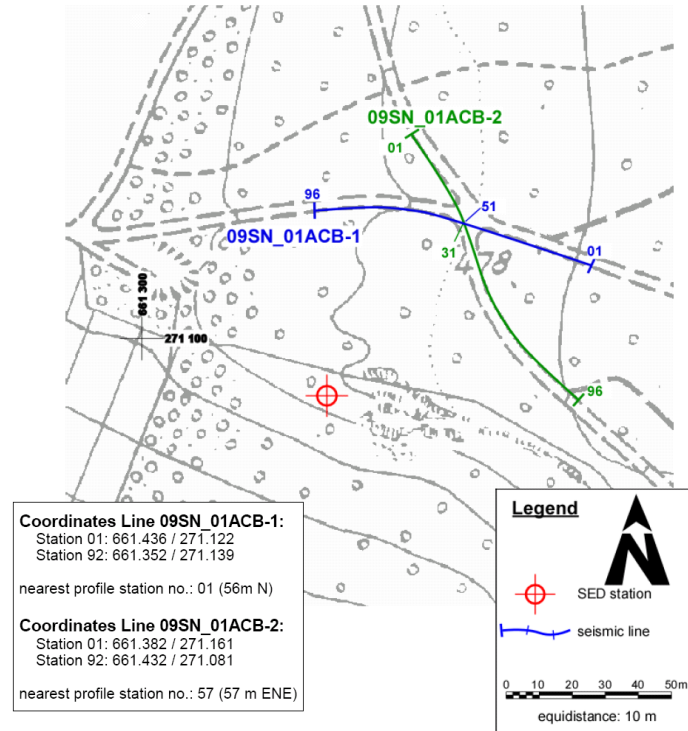 09SN_01ACB-2
01
96
51
09SN_01ACB-1
31
01
478
661 300
271 100
96
Coordinates Line 09SN_01ACB-1:
Station 01: 661.436 / 271.122
Station 92: 661.352 / 271.139
nearest profile station no.: 01 (56m N)
Coordinates Line 09SN_01ACB-2:
Station 01: 661.382 / 271.161
Station 92: 661.432 / 271.081
nearest profile station no.: 57 (57 m ENE)
Legend
N
SED station
seismic line
0 10 20 30 40 50m
equidistance: 10 m